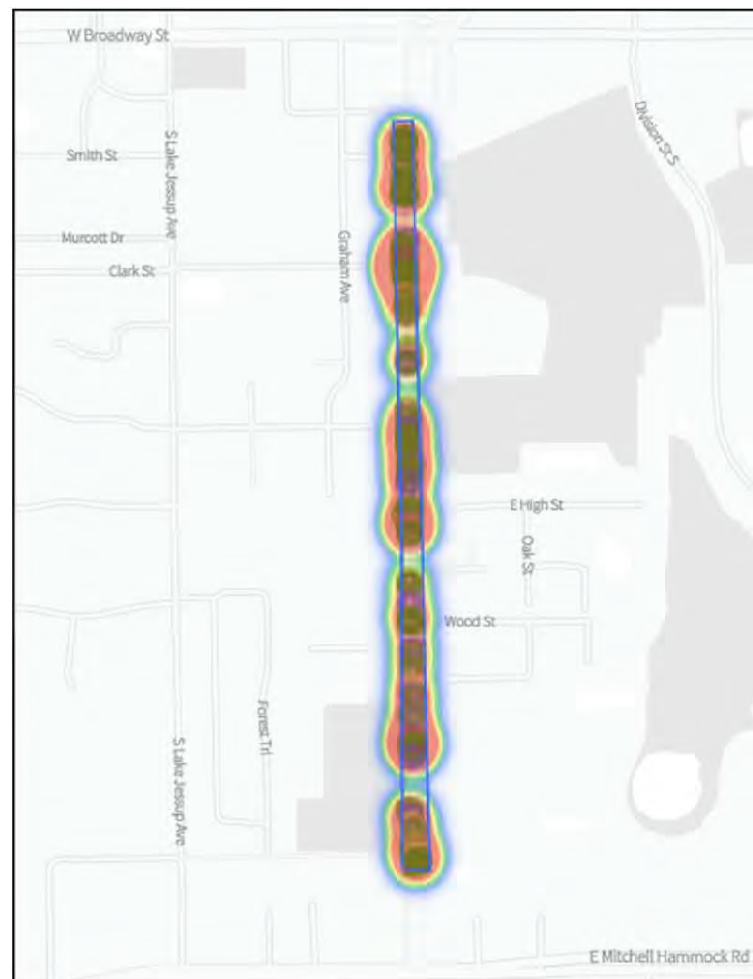 W Broadway St
Division St S
Smith St
S Lake Jessup Ave
Murcott Dr
Clark St
Graham Ave
E High St
Oak St
Wood St
Forest Trl
S Lake Jessup Ave
E Mitchell Hammock Rd